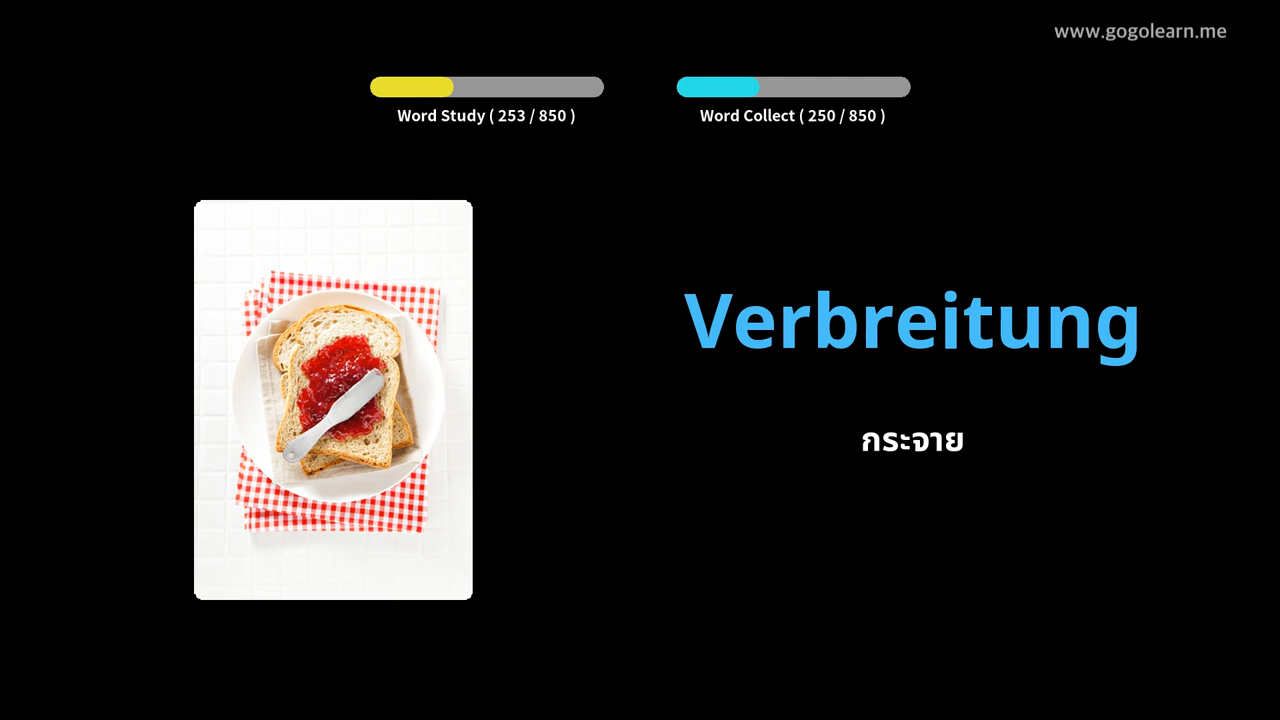 www.gogolearn.me
Word Study ( 253 / 850 )
Word Collect ( 250 / 850 )
Verbreitung
กระจาย